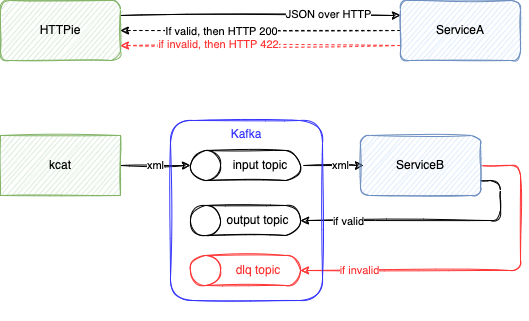 HTTPie
JSON over HTTP
ServiceA
If valid, then HTTP 200
if invalid, then HTTP 422
Kafka
kcat
xml
input topic
xml
ServiceB
output topic
if valid
dlq topic
if invalid